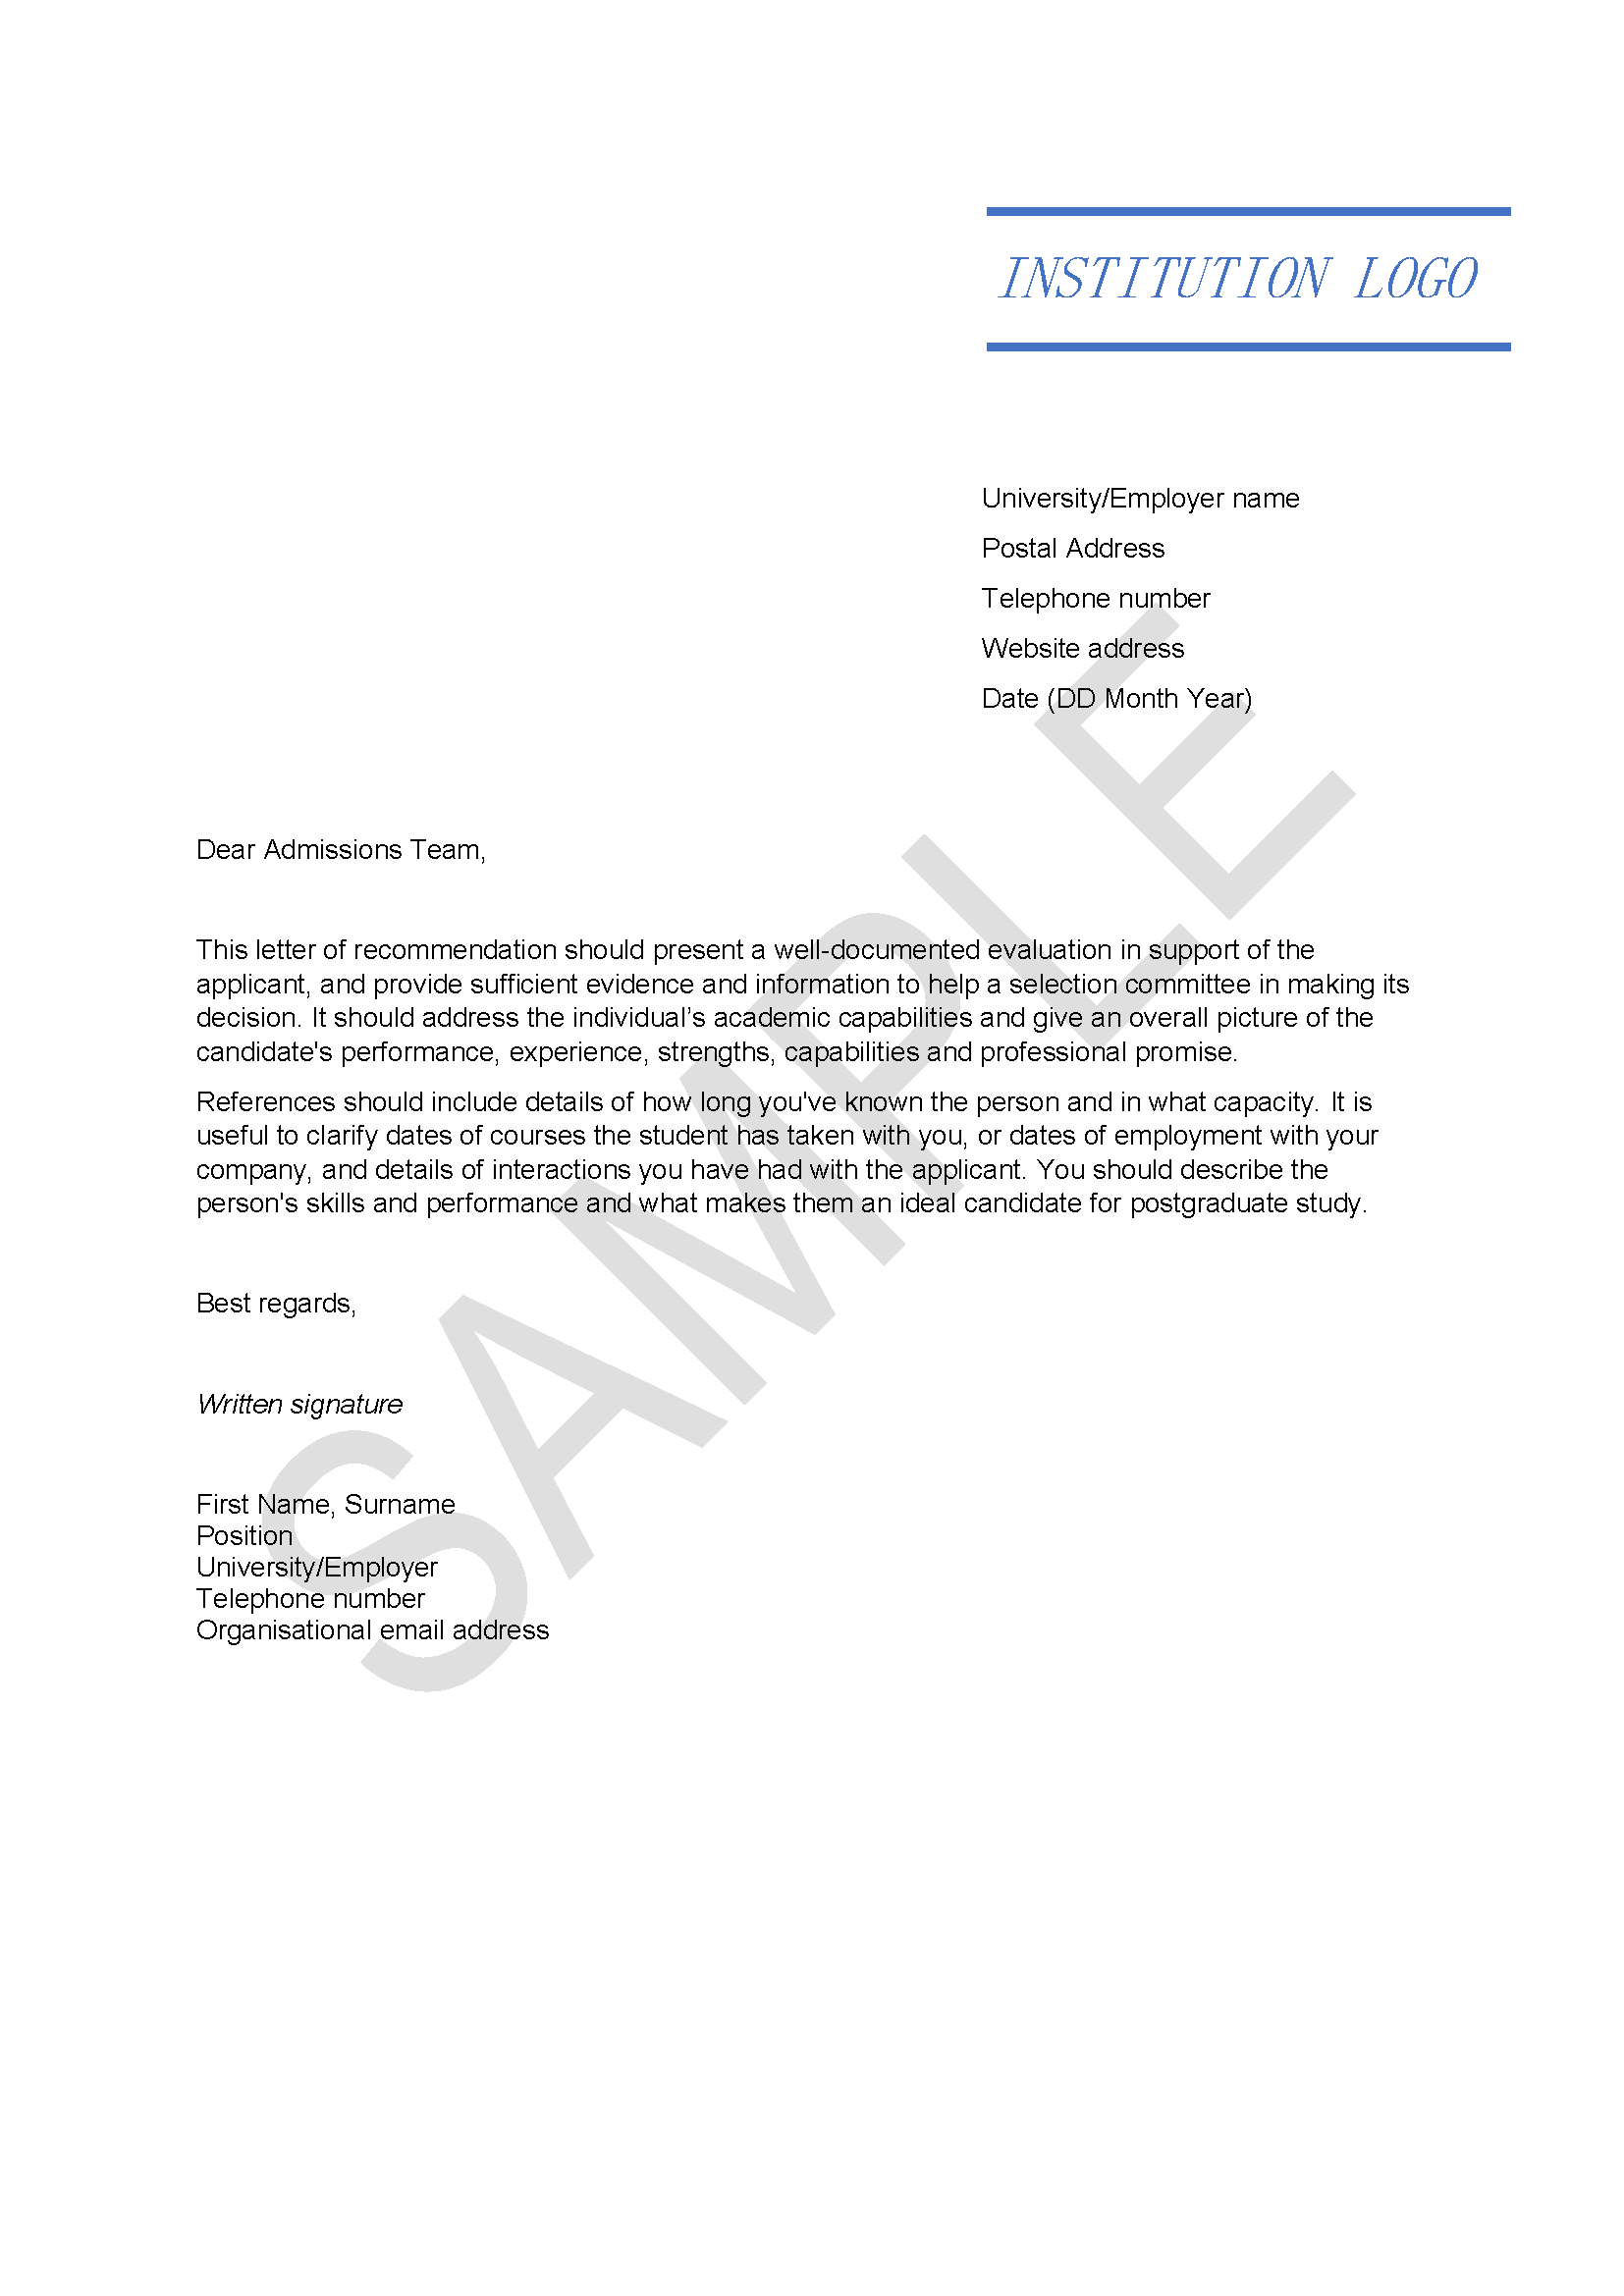 INSTITUTION LOGO
University/Employer name
Postal Address
Telephone number
Website address
Date (DD Month Year)
Dear Admissions Team,
This letter of recommendation should present a well-documented evaluation in support of the
applicant, and provide sufficient evidence and information to help a selection committee in making its
decision. It should address the individual’s academic capabilities and give an overall picture of the
candidate's performance, experience, strengths, capabilities and professional promise.
References should include details of how long you've known the person and in what capacity. It is
useful to clarify dates of courses the student has taken with you, or dates of employment with your
company, and details of interactions you have had with the applicant. You should describe the
person's skills and performance and what makes them an ideal candidate for postgraduate study.
Best regards,
Written signature
First Name, Surname
Position
University/Employer
Telephone number
Organisational email address
SAMPLE